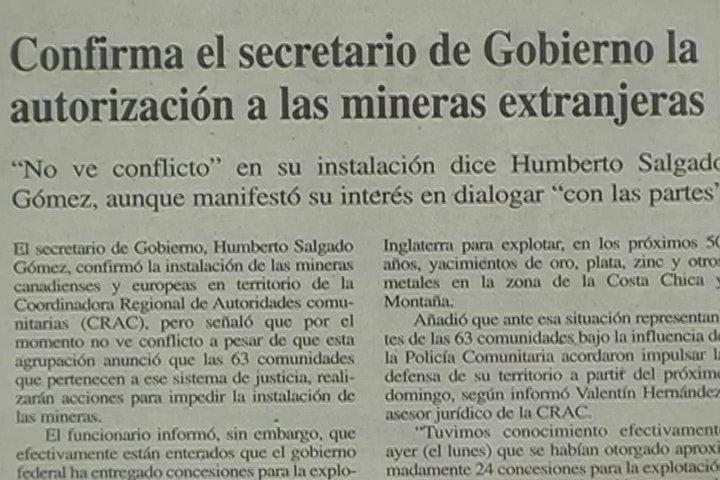 Confirma el secretario de Gobierno la
autorización a las mineras extranjeras
“No ve conflicto” en su instalación dice Humberto Salgado
Gómez, aunque manifestó su interés en dialogar “con las partes”
El secretario de Gobierno, Humberto Salgado
Gómez, confirmó la instalación de las mineras
canadienses y europeas en territorio de la
Coordinadora Regional de Autoridades comu-
nitarias (CRAC), pero señaló que por el
momento no ve conflicto a pesar de que esta
agrupación anunció que las 63 comunidades
que pertenecen a ese sistema de justicia, reali-
zarán acciones para impedir la instalación de
las mineras.
El funcionario informó, sin embargo, que
efectivamente están enterados que el gobierno
federal ha entregado concesiones para la explo-
Inglaterra para explotar, en los próximos 50
años, yacimientos de oro, plata, zinc y otros
metales en la zona de la Costa Chica y
Montaña.
Añadió que ante esa situación representan-
tes de las 63 comunidades bajo la influencia de
la Policía Comunitaria acordaron impulsar la
defensa de su territorio a partir del próximo
domingo, según informó Valentín Hernández
asesor jurídico de la CRAC.
“Tuvimos conocimiento efectivamente
ayer (el lunes) que se habían otorgado aproxi-
madamente 24 concesiones para la explotación